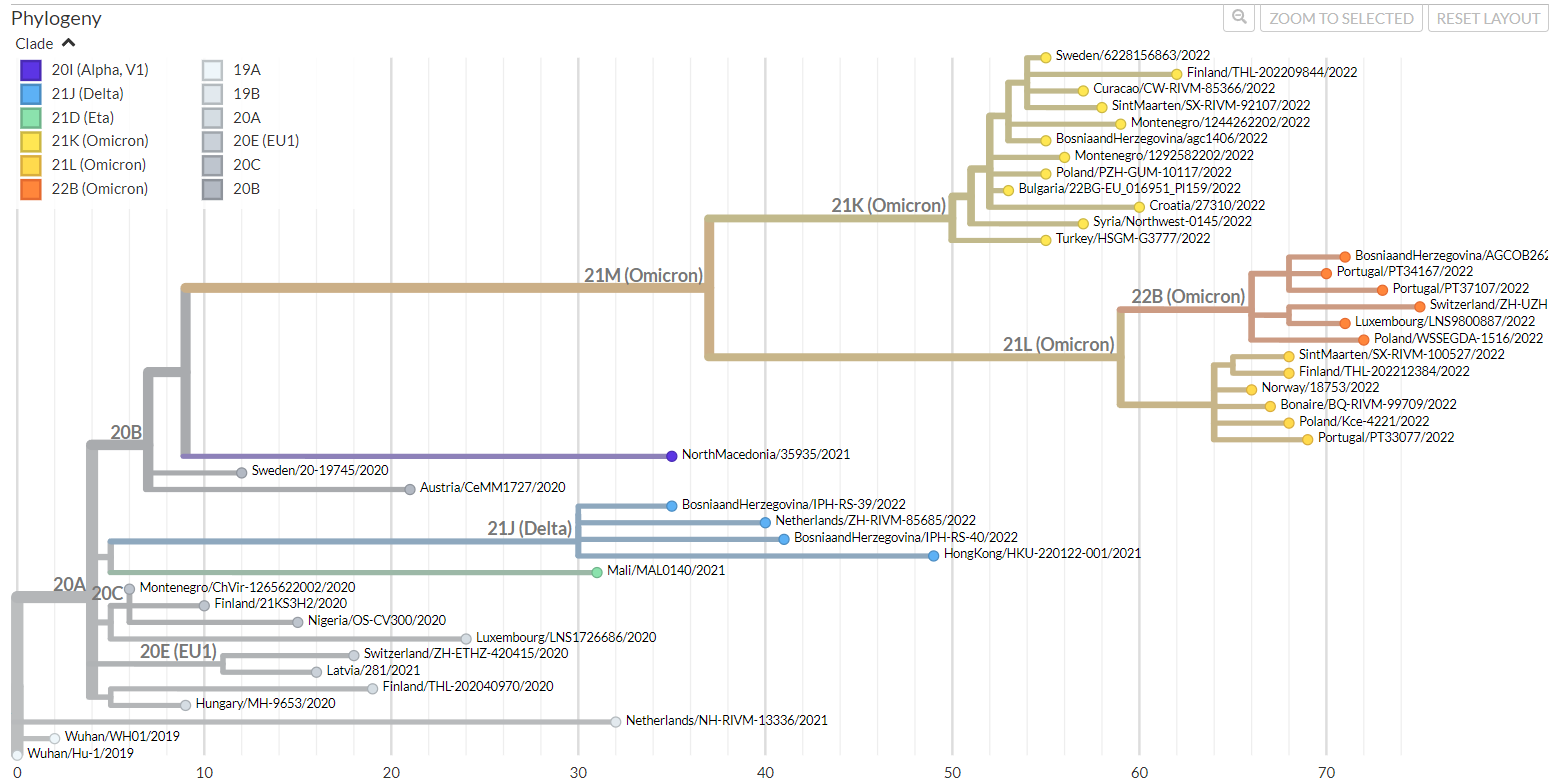 Phylogeny
ZOOM TO SELECTED
RESET LAYOUT
Clade
20I (Alpha, V1)
21J (Delta)
21D (Eta)
21K (Omicron)
21L (Omicron)
22B (Omicron)
19A
19B
20A
20E (EU1)
20C
20B
Sweden/6228156863/2022
Finland/THL-202209844/2022
Curacao/CW-RIVM-85366/2022
SintMaarten/SX-RIVM-92107/2022
Montenegro/1244262202/2022
BosniaandHerzegovina/agc1406/2022
Montenegro/1292582202/2022
Poland/PZH-GUM-10117/2022
Bulgaria/22BG-EU_016951_PI159/2022
21K (Omicron)
Croatia/27310/2022
Syria/Northwest-0145/2022
Turkey/HSGM-G3777/2022
BosniaandHerzegovina/AGCOB262
21M (Omicron)
Portugal/PT34167/2022
Portugal/PT37107/2022
22B (Omicron)
Switzerland/ZH-UZH
Luxembourg/LNS9800887/2022
Poland/WSSEGDA-1516/2022
21L (Omicron)
SintMaarten/SX-RIVM-100527/2022
Finland/THL-202212384/2022
Norway/18753/2022
Bonaire/BQ-RIVM-99709/2022
Poland/Kce-4221/2022
20B
Portugal/PT33077/2022
NorthMacedonia/35935/2021
Sweden/20-19745/2020
Austria/CeMM1727/2020
BosniaandHerzegovina/IPH-RS-39/2022
21J (Delta)
Netherlands/ZH-RIVM-85685/2022
BosniaandHerzegovina/IPH-RS-40/2022
HongKong/HKU-220122-001/2021
Mali/MAL0140/2021
20A
Montenegro/ChVir-1265622002/2020
20C
Finland/21KS3H2/2020
Nigeria/OS-CV300/2020
Luxembourg/LNS1726686/2020
20E (EU1)
Switzerland/ZH-ETHZ-420415/2020
Latvia/281/2021
Finland/THL-202040970/2020
Hungary/MH-9653/2020
Netherlands/NH-RIVM-13336/2021
Wuhan/WH01/2019
Wuhan/Hu-1/2019
0 10 20 30 40 50 60 70